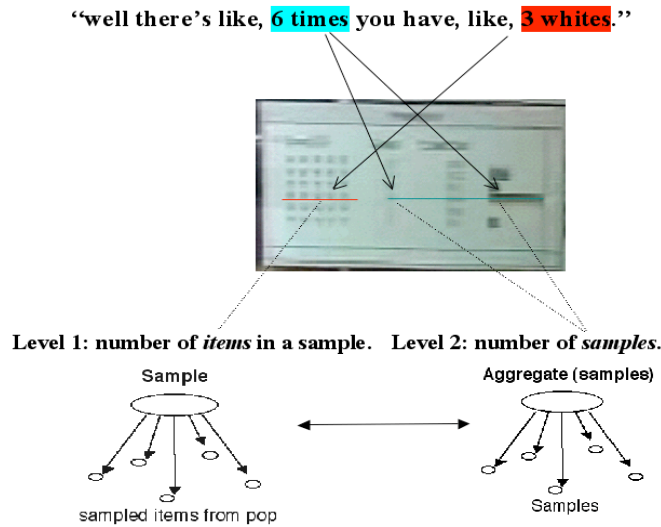 “well there’s like, 6 times you have, like, 3 whites.”
Level 1: number of items in a sample. Level 2: number of samples.
Sample
Aggregate (samples)
sampled items from pop
Samples